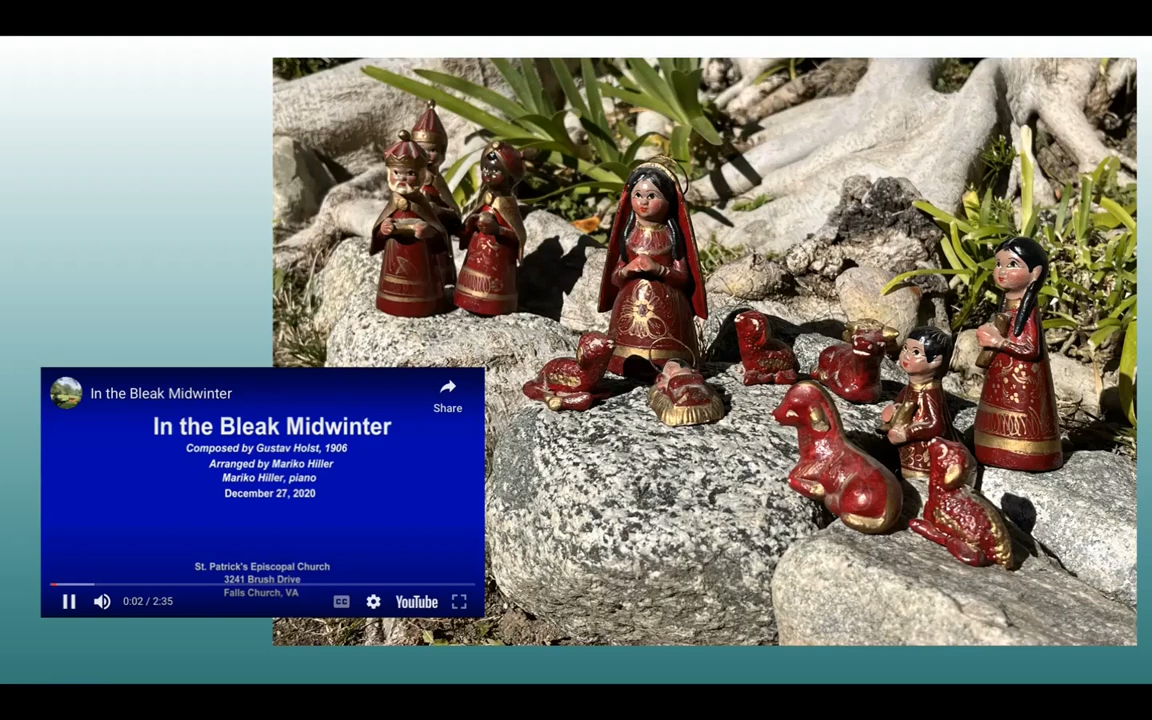 In the Bleak Midwinter
Share
In the Bleak Midwinter
Composed by Gustav Holst, 1906
Arranged by Mariko Hiller
Mariko Hiller, piano
December 27, 2020
St. Patrick's Episcopal Church
3241 Brush Drive
Falls Church, VA
0:02 / 2:35
CC
YouTube